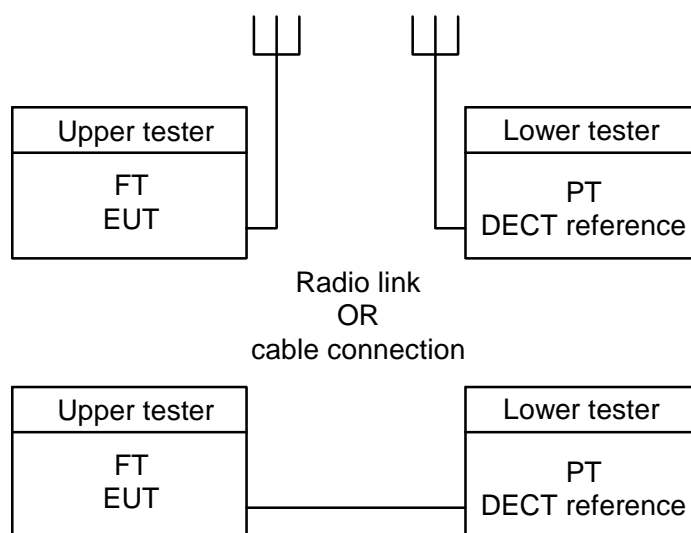 Upper tester
FT
EUT
Lower tester
PT
DECT reference
Radio link
OR
cable connection
Upper tester
FT
EUT
Lower tester
PT
DECT reference